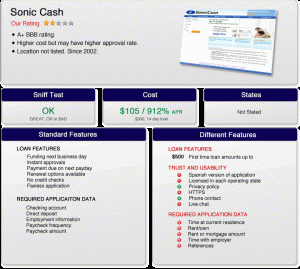 Sonic Cash
Our Rating
A+ BBB rating.
Higher cost but may have higher approval rate.
Location not listed. Since 2002.
SonicCash
Sniff Test
OK
GREAT, OK or BAD
Cost
$105 / 912% APR
$300, 14 day loan
States
Not Stated
Standard Features
LOAN FEATURES
Funding next business day
Instant approvals
Payment due on next payday
Renewal options available
No credit checks
Faxless application
REQUIRED APPLICAITON DATA
Checking account
Direct deposit
Employment information
Paycheck frequency
Paycheck amount
Different Features
LOAN FEATURES
$500 First time loan amounts up to
TRUST AND USABILITY
Spanish version of application
Licensed in each operating state
Privacy policy
HTTPS
Phone contact
Live chat
REQUIRED APPLICATION DATA
Time at current residence
Rent/own
Rent or mortgage amount
Time with employer
References